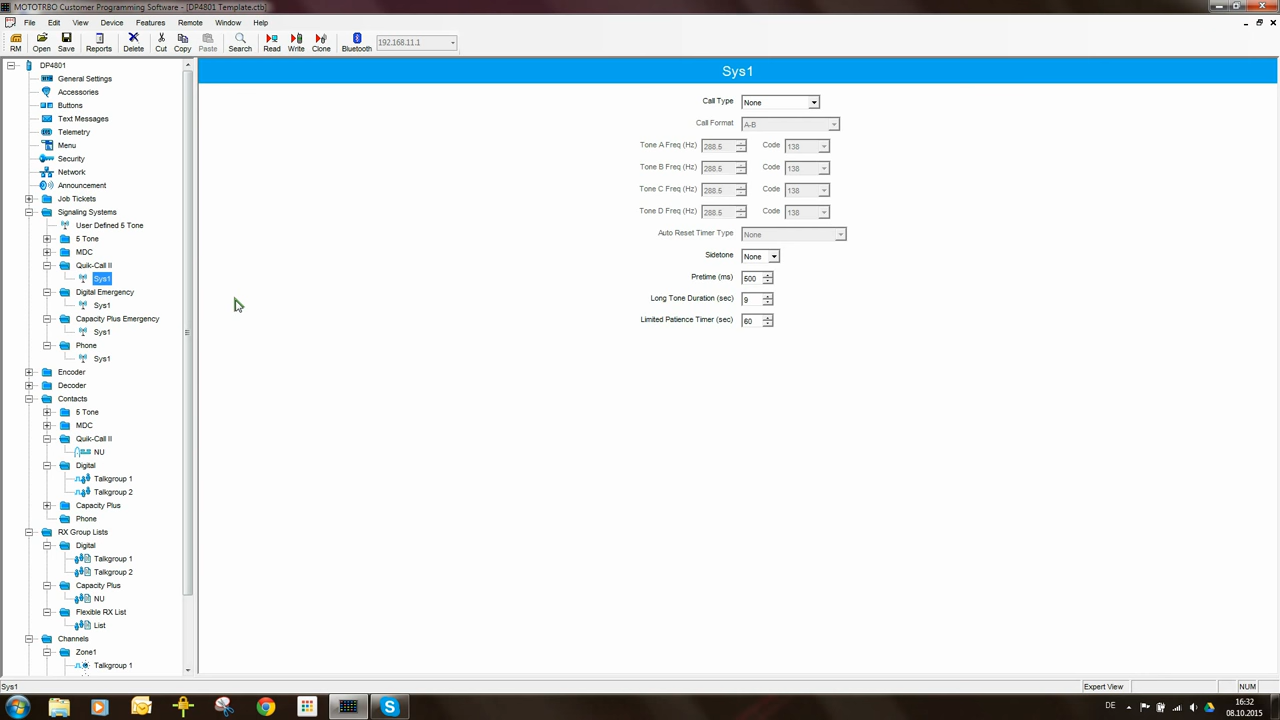 MOTOTRBO Customer Programming Software - [DP4801 Template.ctb]
File Edit View Device Features Remote Window Help
RM Open Save Reports Delete Cut Copy Paste Search Read Write Clone Bluetooth 192.168.11.1
DP4801
General Settings
Accessories
Buttons
Text Messages
Telemetry
Menu
Security
Network
Announcement
Job Tickets
Signaling Systems
User Defined 5 Tone
5 Tone
MDC
Quik-Call II
Sys1
Digital Emergency
Sys1
Capacity Plus Emergency
Sys1
Phone
Sys1
Encoder
Decoder
Contacts
5 Tone
MDC
Quik-Call II
NU
Digital
Talkgroup 1
Talkgroup 2
Capacity Plus
Phone
RX Group Lists
Digital
Talkgroup 1
Talkgroup 2
Capacity Plus
NU
Flexible RX List
List
Channels
Zone1
Talkgroup 1
Sys1
Call Type None
Call Format A-B
Tone A Freq (Hz) 288.5 Code 138
Tone B Freq (Hz) 288.5 Code 138
Tone C Freq (Hz) 288.5 Code 138
Tone D Freq (Hz) 288.5 Code 138
Auto Reset Timer Type None
Sidetone None
Pretime (ms) 500
Long Tone Duration (sec) 9
Limited Patience Timer (sec) 60
Sys1 Expert View NUM
DE 16:32
08.10.2015